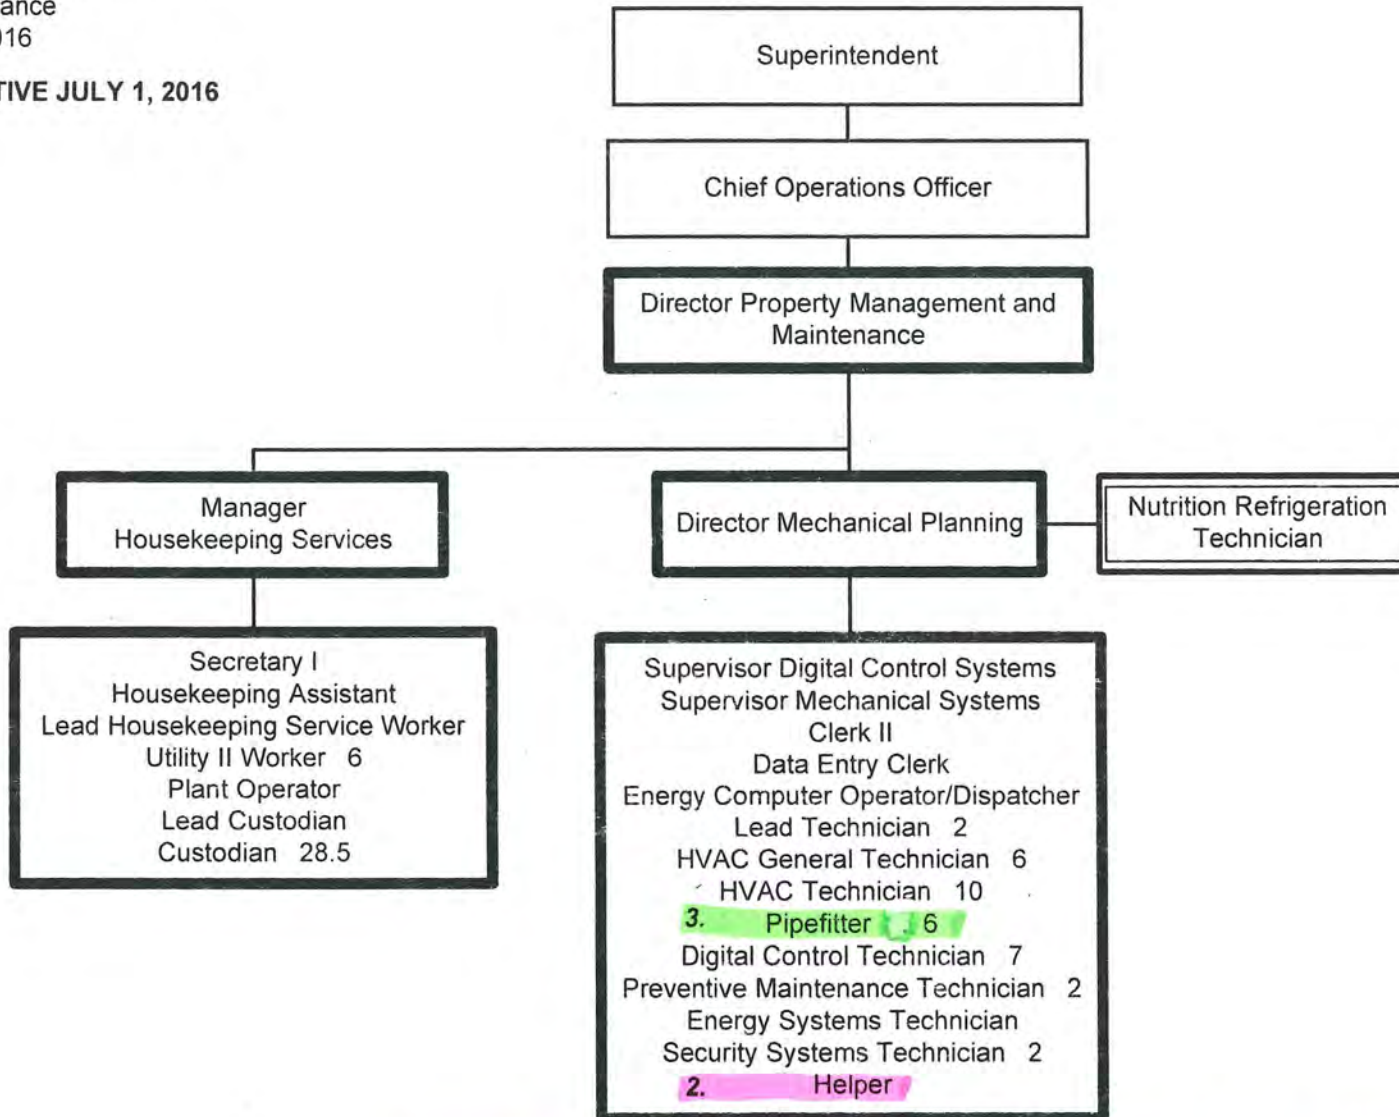 ance
016
TIVE JULY 1, 2016
Superintendent
Chief Operations Officer
Director Property Management and
Maintenance
Manager
Housekeeping Services
Director Mechanical Planning
Nutrition Refrigeration
Technician
Secretary I
Housekeeping Assistant
Lead Housekeeping Service Worker
Utility II Worker 6
Plant Operator
Lead Custodian
Custodian 28.5
Supervisor Digital Control Systems
Supervisor Mechanical Systems
Clerk II
Data Entry Clerk
Energy Computer Operator/Dispatcher
Lead Technician 2
HVAC General Technician 6
HVAC Technician 10
3. Pipefitter 6
Digital Control Technician 7
Preventive Maintenance Technician 2
Energy Systems Technician
Security Systems Technician 2
2. Helper